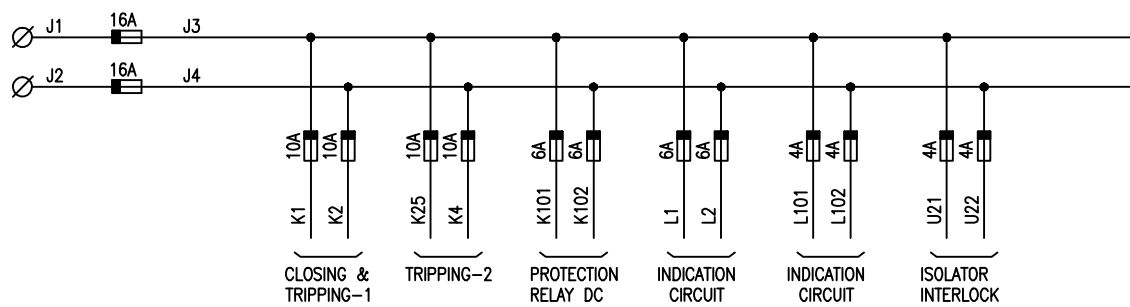 J1 16A J3
J2 16A J4
10A 10A 10A 10A 6A 6A 6A 6A 4A 4A 4A 4A
K1 K2 K25 K4 K101 K102 L1 L2 L101 L102 U21 U22
CLOSING &
TRIPPING-1
TRIPPING-2
PROTECTION
RELAY DC
INDICATION
CIRCUIT
INDICATION
CIRCUIT
ISOLATOR
INTERLOCK